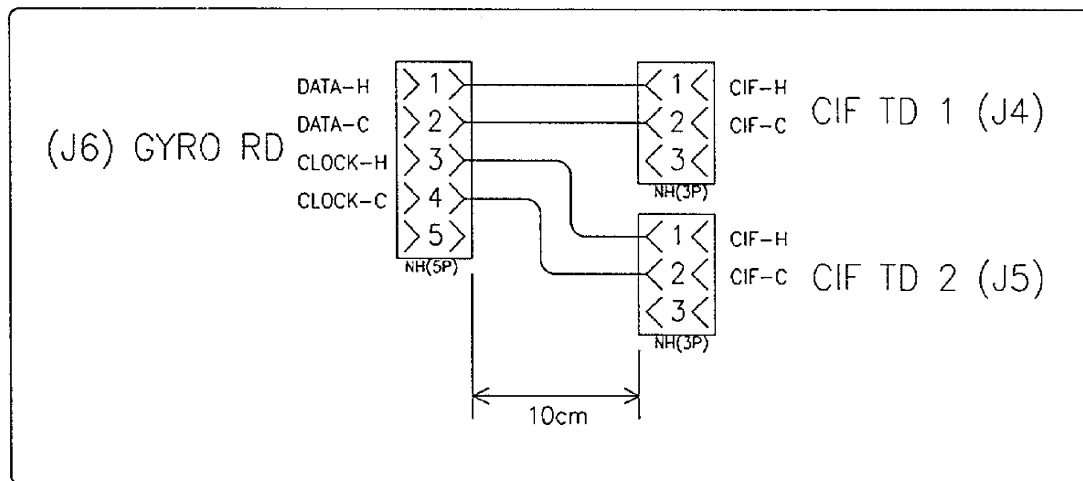 (J6) GYRO RD
DATA-H
DATA-C
CLOCK-H
CLOCK-C
1
2
3
4
5
NH(5P)
1
2
3
NH(3P)
CIF-H
CIF-C
CIF TD 1 (J4)
1
2
3
NH(3P)
CIF-H
CIF-C
CIF TD 2 (J5)
10cm